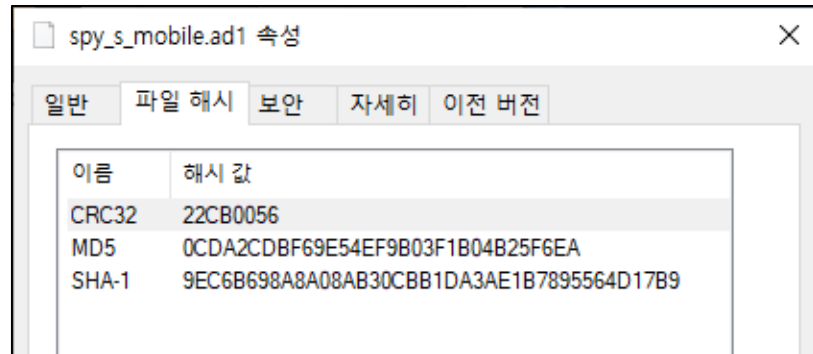 spy_s_mobile.ad1 속성
일반 파일 해시 보안 자세히 이전 버전
이름 해시 값
CRC32 22CB0056
MD5 0CDA2CDBF69E54EF9B03F1B04B25F6EA
SHA-1 9EC6B698A8A08AB30CBB1DA3AE1B7895564D17B9